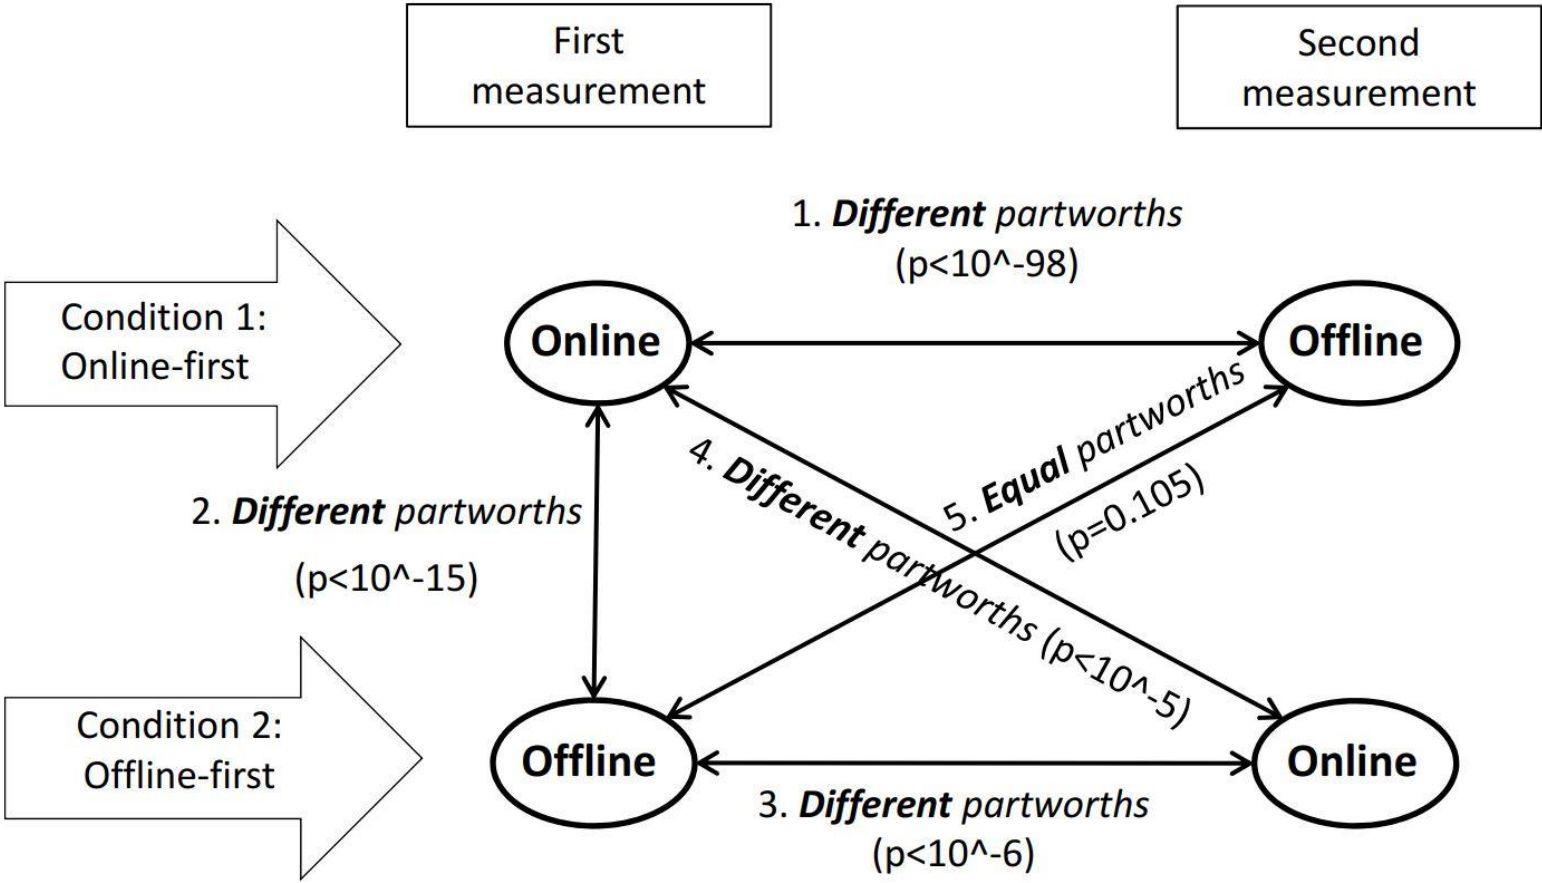 First
measurement
Second
measurement
1. Different partworths
(p<10^-98)
Condition 1:
Online-first
Online
Offline
2. Different partworths
(p<10^-15)
4. Different partworths (p<10^-5)
5. Equal partworths
(p=0.105)
Condition 2:
Offline-first
Offline
Online
3. Different partworths
(p<10^-6)